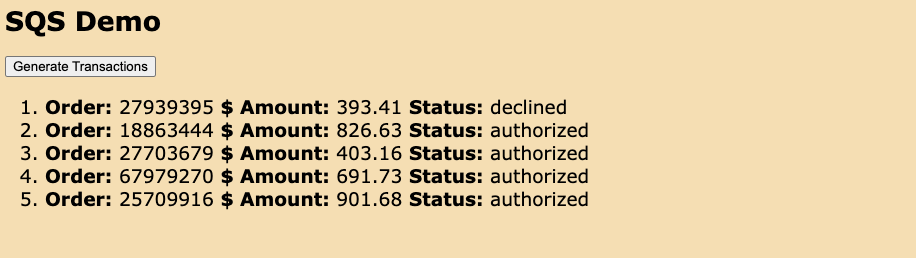 SQS Demo
Generate Transactions
1. Order: 27939395 $ Amount: 393.41 Status: declined
2. Order: 18863444 $ Amount: 826.63 Status: authorized
3. Order: 27703679 $ Amount: 403.16 Status: authorized
4. Order: 67979270 $ Amount: 691.73 Status: authorized
5. Order: 25709916 $ Amount: 901.68 Status: authorized